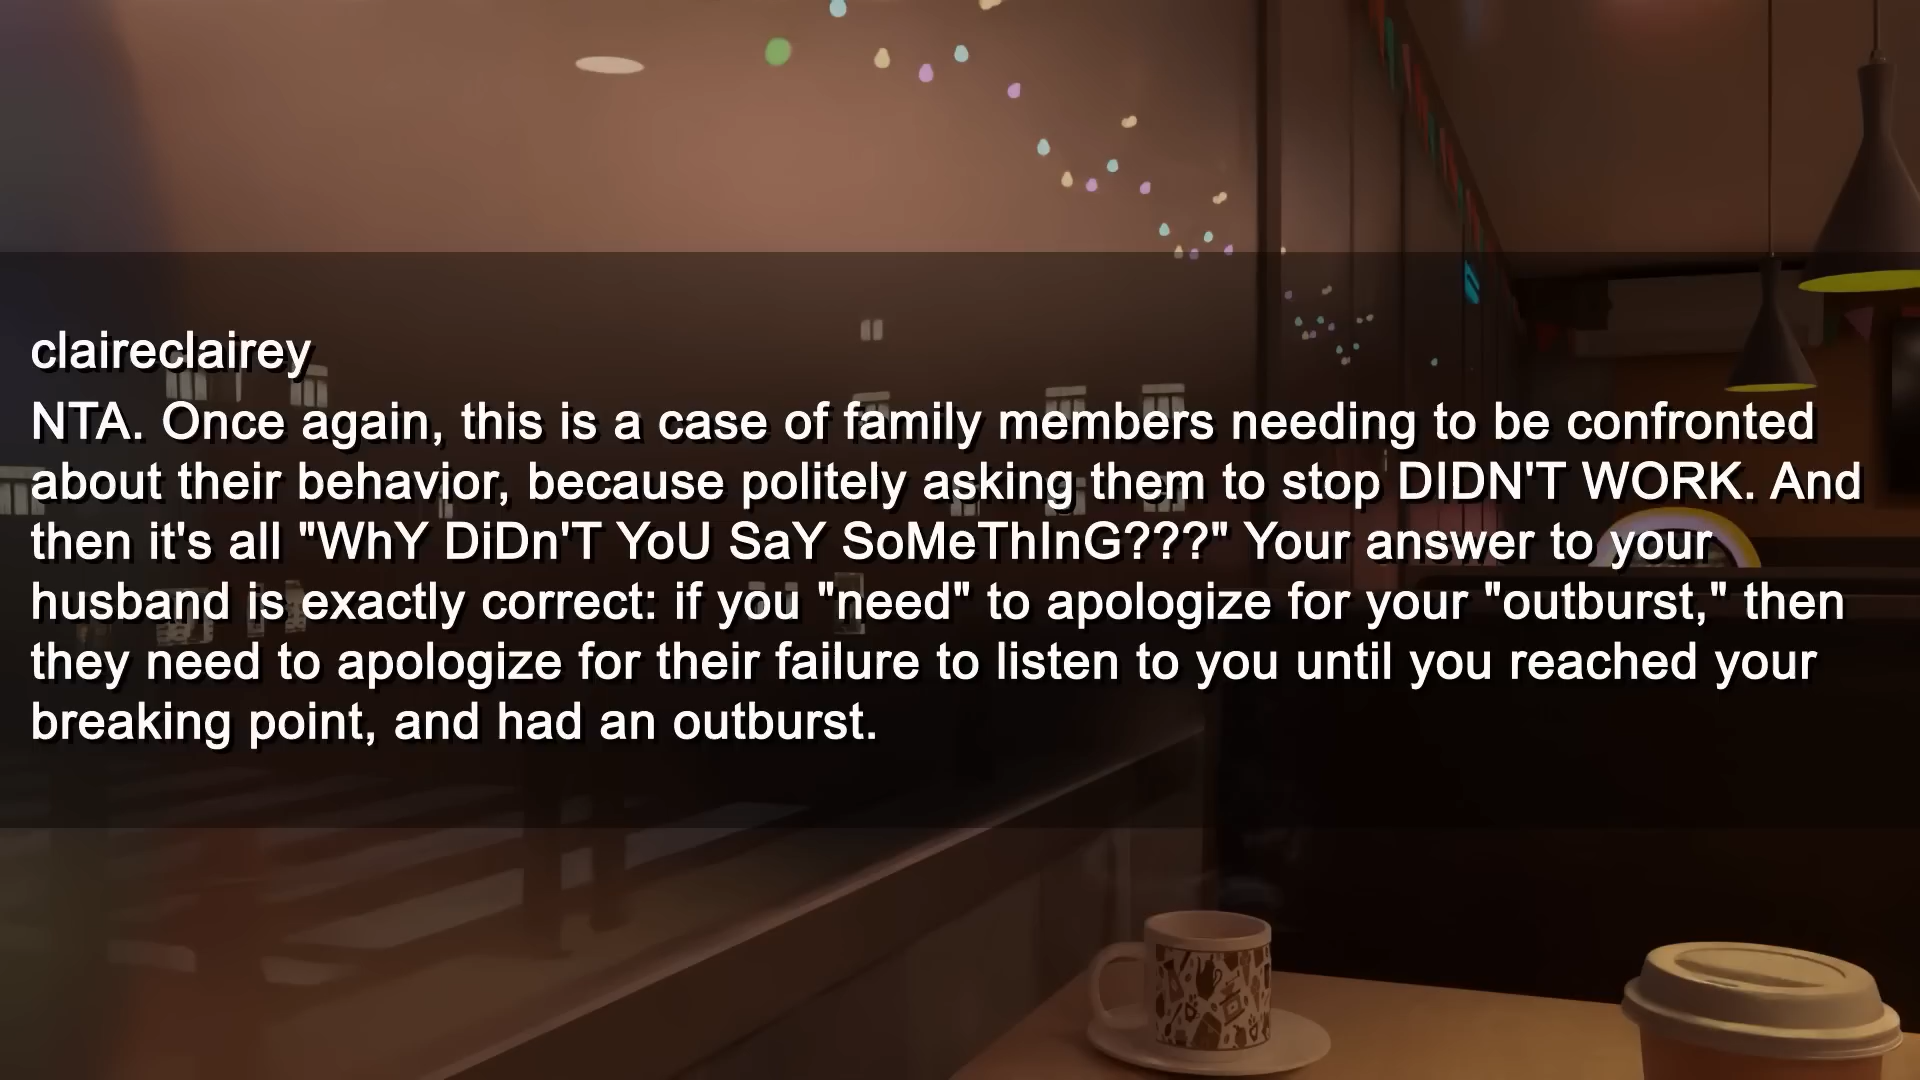 claireclairey
NTA. Once again, this is a case of family members needing to be confronted
about their behavior, because politely asking them to stop DIDN'T WORK. And
then it's all "WhY DiDn'T YoU SaY SoMeThInG???" Your answer to your
husband is exactly correct: if you "need" to apologize for your "outburst," then
they need to apologize for their failure to listen to you until you reached your
breaking point, and had an outburst.